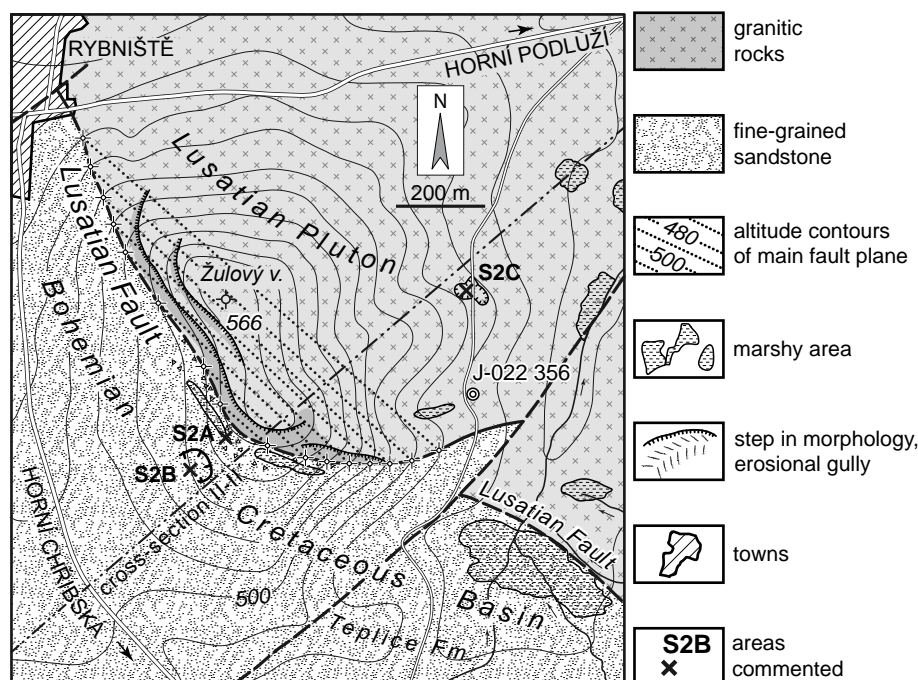 RYBNIŠTĚ
HORNÍ PODLUŽÍ
N
200 m
Lusatian Pluton
Lusatian Fault
Žulový v.
566
S2C
Bohemian
J-022 356
S2A
S2B
cross-section II-II'
HORNÍ CHŘIBSKÁ
Cretaceous
Lusatian Fault
500
Basin
Teplice Fm
granitic
rocks
fine-grained
sandstone
480
500
altitude contours
of main fault plane
marshy area
step in morphology,
erosional gully
towns
S2B
areas
commented